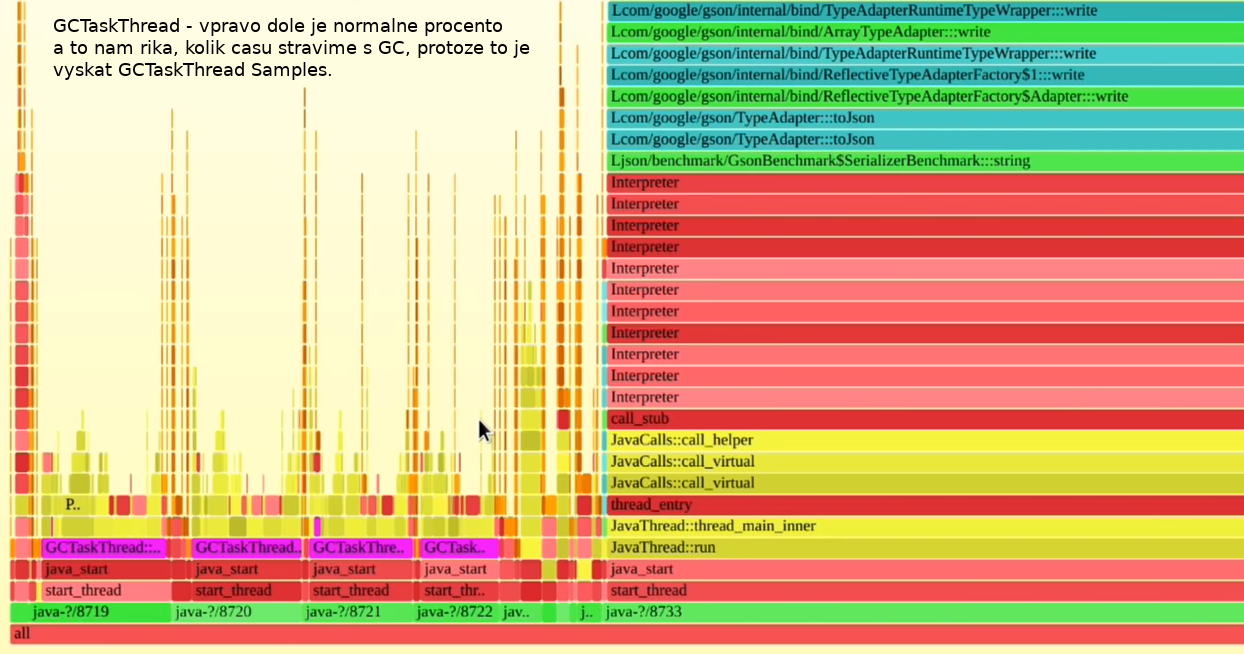 GCTaskThread - vpravo dole je normalne procento
a to nam rika, kolik casu stravime s GC, protoze to je
vyskat GCTaskThread Samples.
Lcom/google/gson/internal/bind/TypeAdapterRuntimeTypeWrapper:::write
Lcom/google/gson/internal/bind/ArrayTypeAdapter:::write
Lcom/google/gson/internal/bind/TypeAdapterRuntimeTypeWrapper:::write
Lcom/google/gson/internal/bind/ReflectiveTypeAdapterFactory$1:::write
Lcom/google/gson/internal/bind/ReflectiveTypeAdapterFactory$Adapter:::write
Lcom/google/gson/TypeAdapter:::toJson
Lcom/google/gson/TypeAdapter:::toJson
Ljson/benchmark/GsonBenchmark$SerializerBenchmark:::string
Interpreter
Interpreter
Interpreter
Interpreter
Interpreter
Interpreter
Interpreter
Interpreter
Interpreter
Interpreter
Interpreter
call_stub
JavaCalls::call_helper
JavaCalls::call_virtual
JavaCalls::call_virtual
P.. thread_entry
JavaThread::thread_main_inner
GCTaskThread::.. GCTaskThread.. GCTaskThre.. GCTask.. JavaThread::run
java_start java_start java_start java_start java_start
start_thread start_thread start_thread start_thr.. start_thread
java-?/8719 java-?/8720 java-?/8721 java-?/8722 jav.. j.. java-?/8733
all